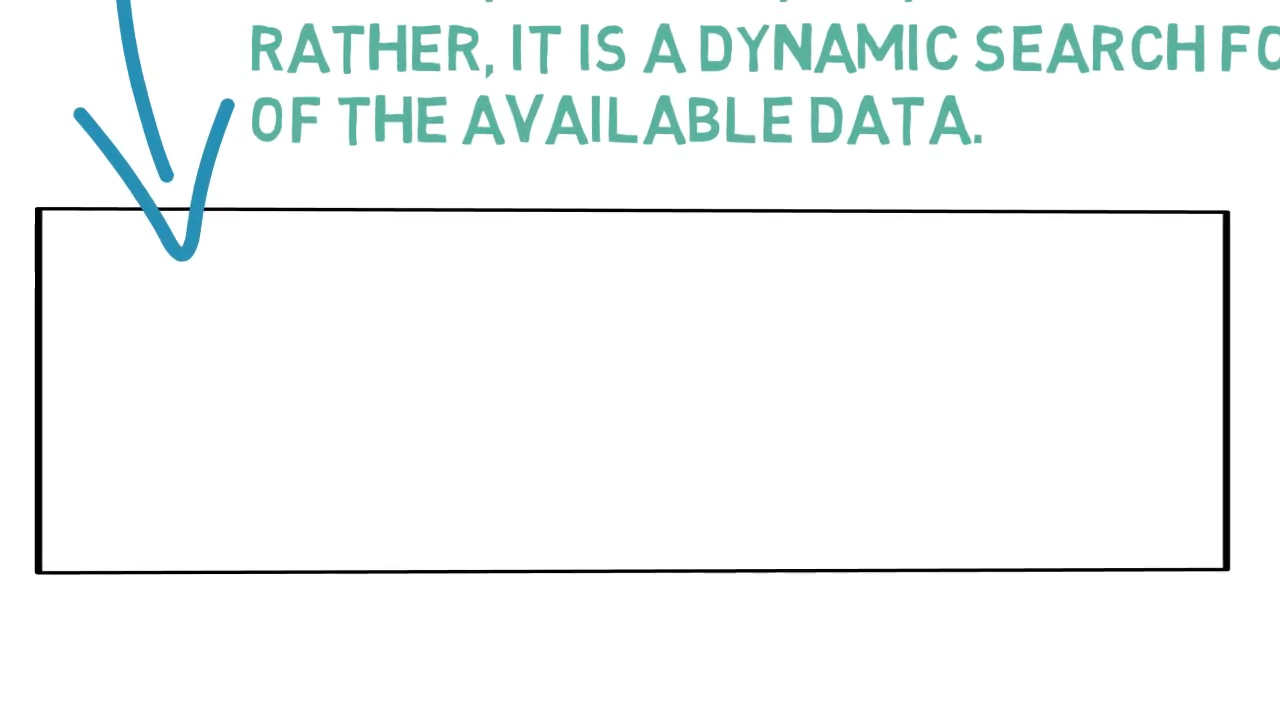 RATHER, IT IS A DYNAMIC SEARCH
OF THE AVAILABLE DATA.